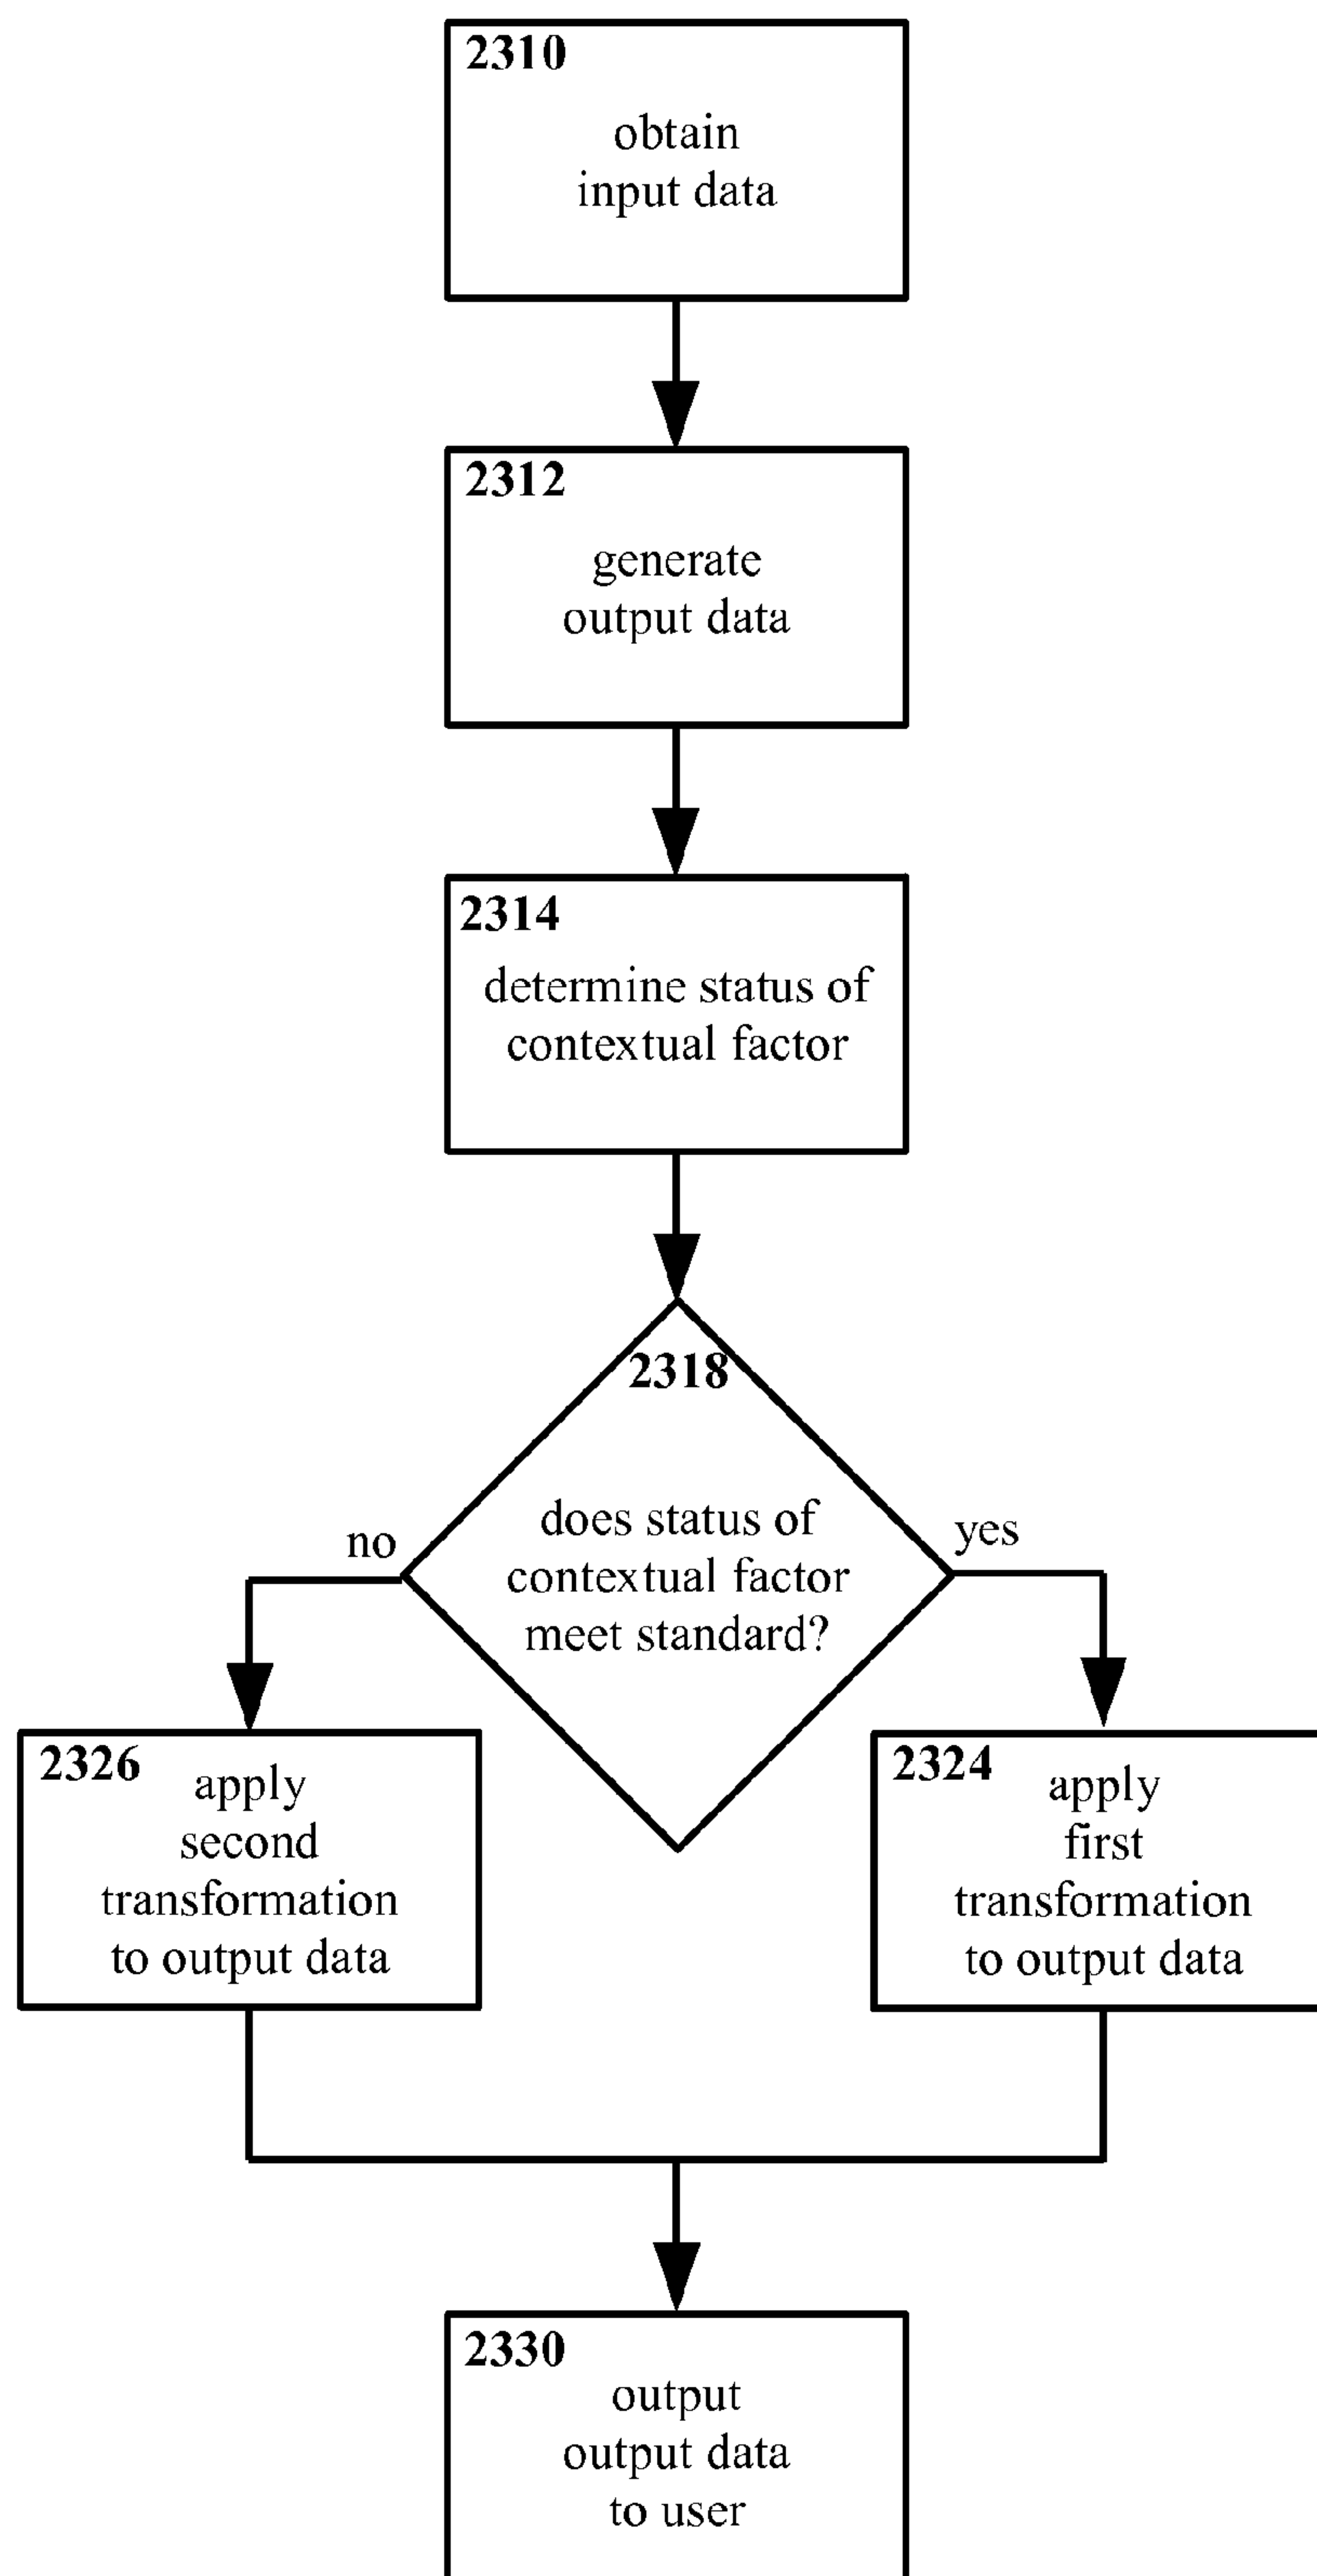 2310
obtain
input data
2312
generate
output data
2314
determine status of
contextual factor
2318
does status of
contextual factor
meet standard?
no
yes
2326
apply
second
transformation
to output data
2324
apply
first
transformation
to output data
2330
output
output data
to user